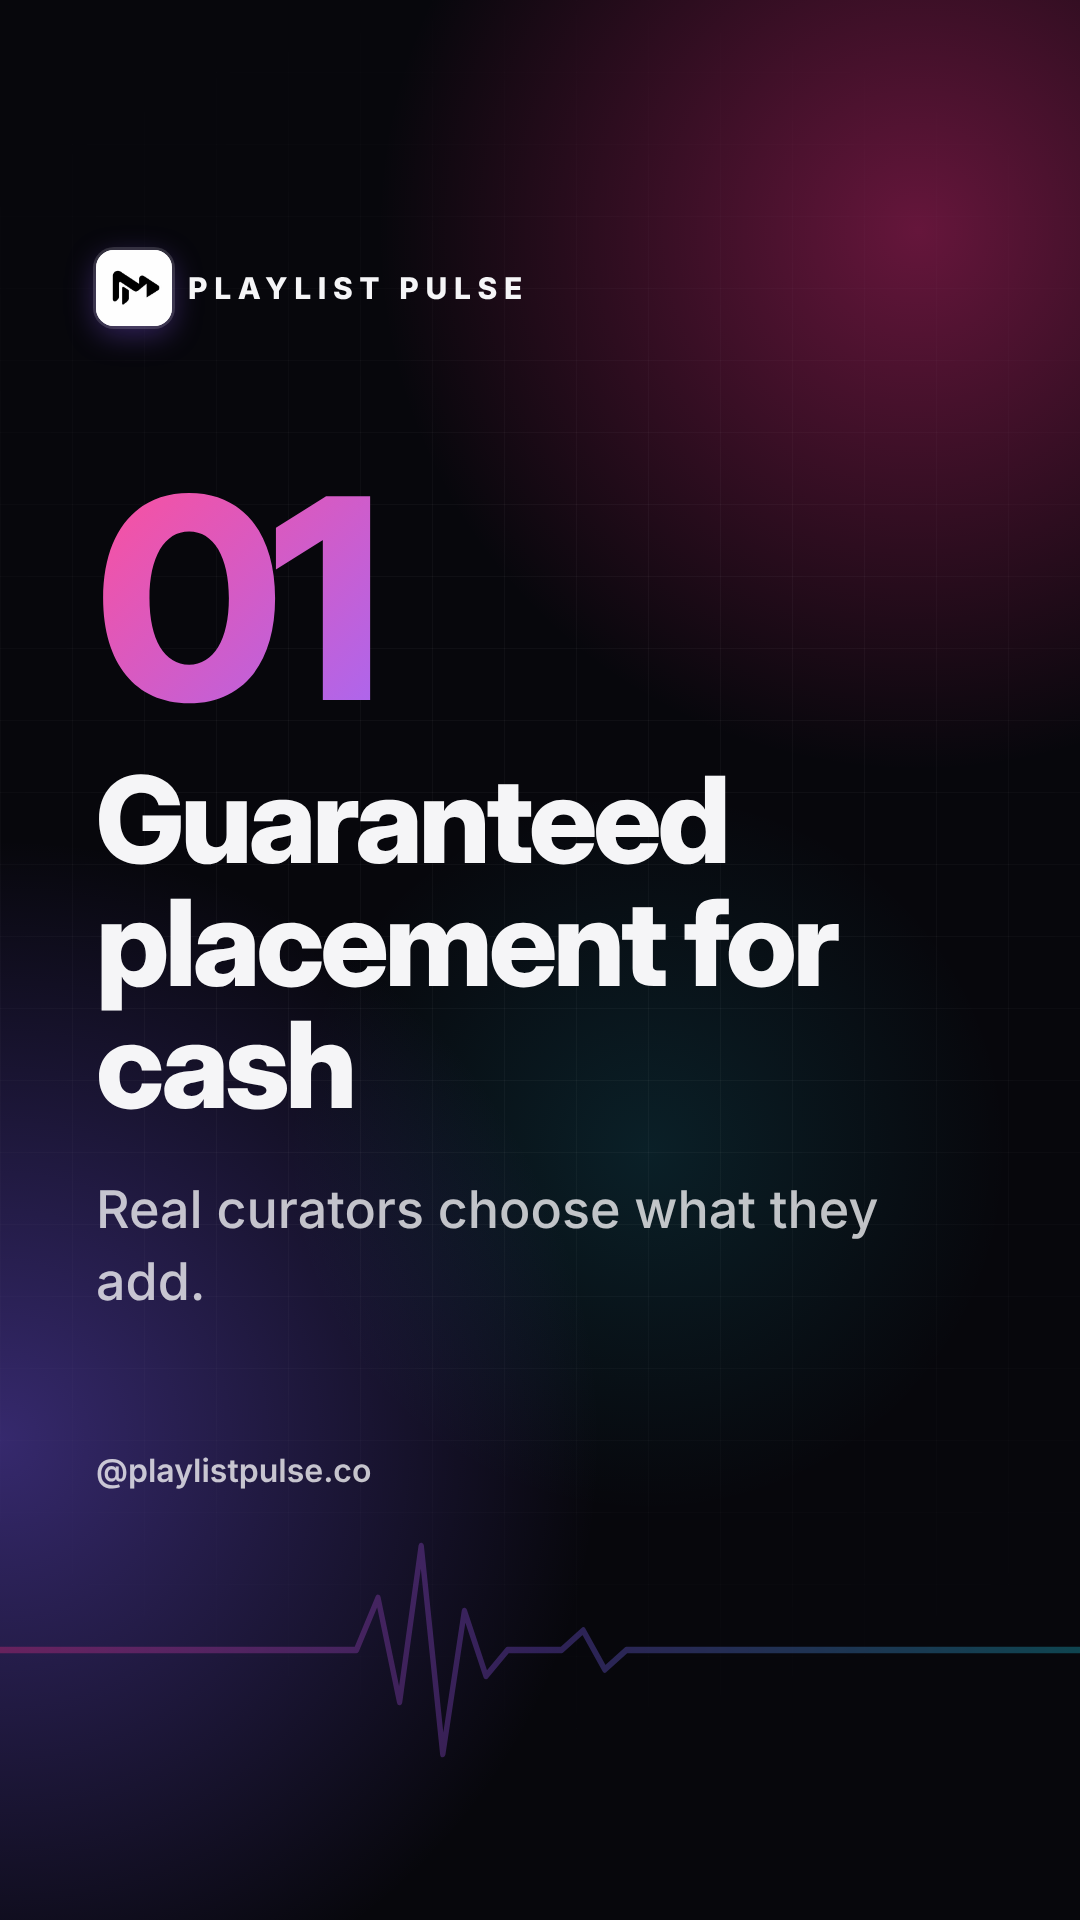 PLAYLIST PULSE
01
Guaranteed
placement for
cash
Real curators choose what they
add.
@playlistpulse.co